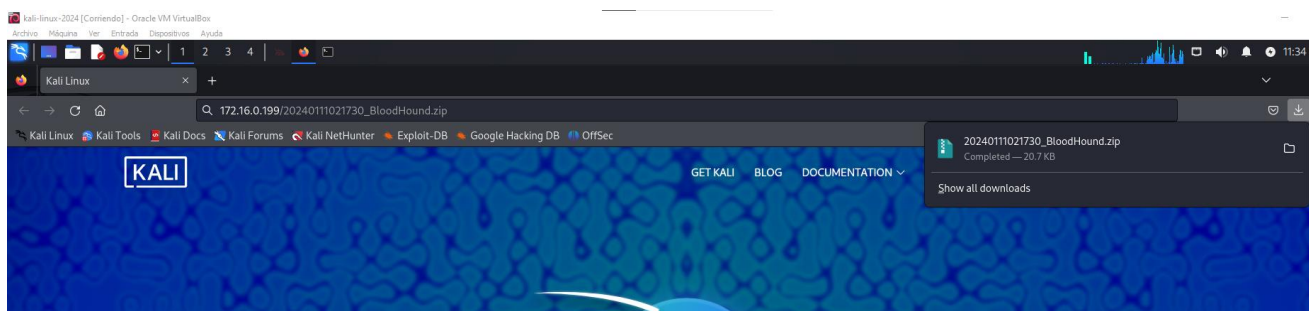 kali-linux-2024 [Corriendo] - Oracle VM VirtualBox
Archivo Máquina Ver Entrada Dispositivos Ayuda
1 2 3 4 11:34
Kali Linux
172.16.0.199/20240111021730_BloodHound.zip
Kali Linux Kali Tools Kali Docs Kali Forums Kali NetHunter Exploit-DB Google Hacking DB OffSec
20240111021730_BloodHound.zip
Completed — 20.7 KB
Show all downloads
KALI
GET KALI BLOG DOCUMENTATION